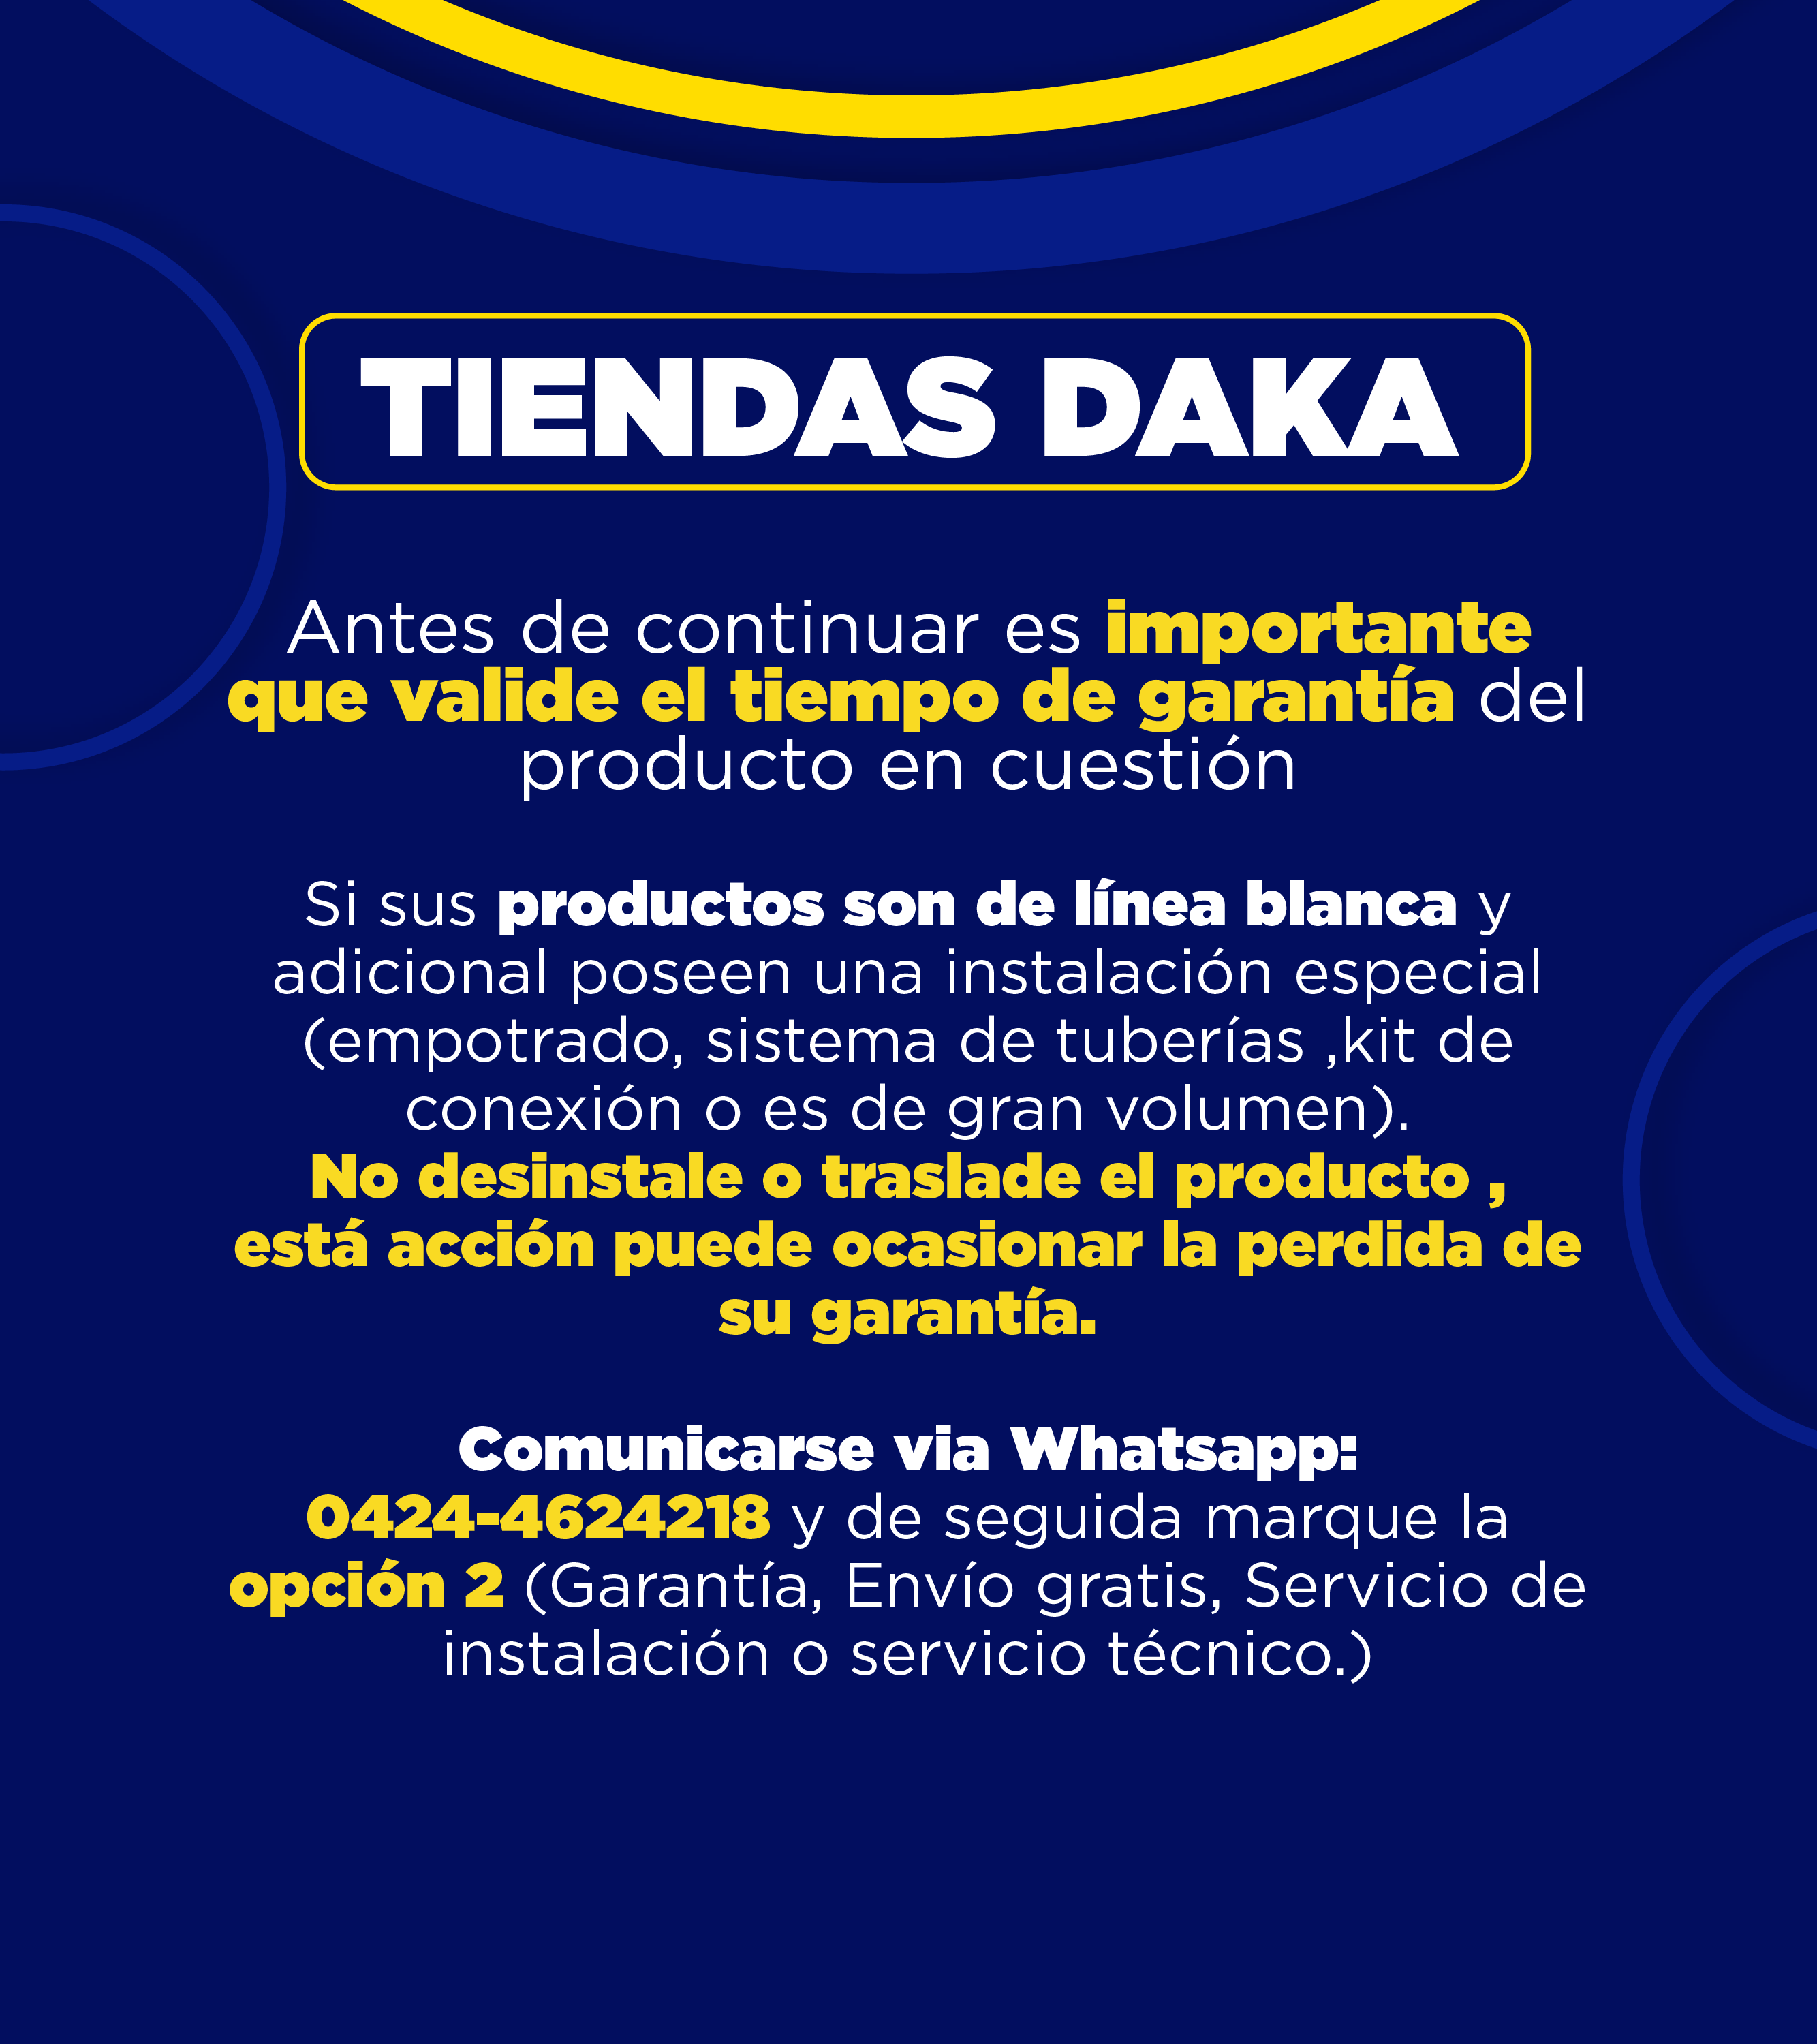 TIENDAS DAKA
Antes de continuar es importante
que valide el tiempo de garantía del
producto en cuestión
Si sus productos son de línea blanca y
adicional poseen una instalación especial
(empotrado, sistema de tuberías ,kit de
conexión o es de gran volumen).
No desinstale o traslade el producto ,
está acción puede ocasionar la perdida de
su garantía.
Comunicarse via Whatsapp:
0424-4624218 y de seguida marque la
opción 2 (Garantía, Envío gratis, Servicio de
instalación o servicio técnico.)